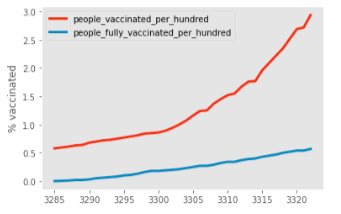 3.0
2.5
2.0
1.5
1.0
0.5
0.0
% vaccinated
people_vaccinated_per_hundred
people_fully_vaccinated_per_hundred
3285 3290 3295 3300 3305 3310 3315 3320